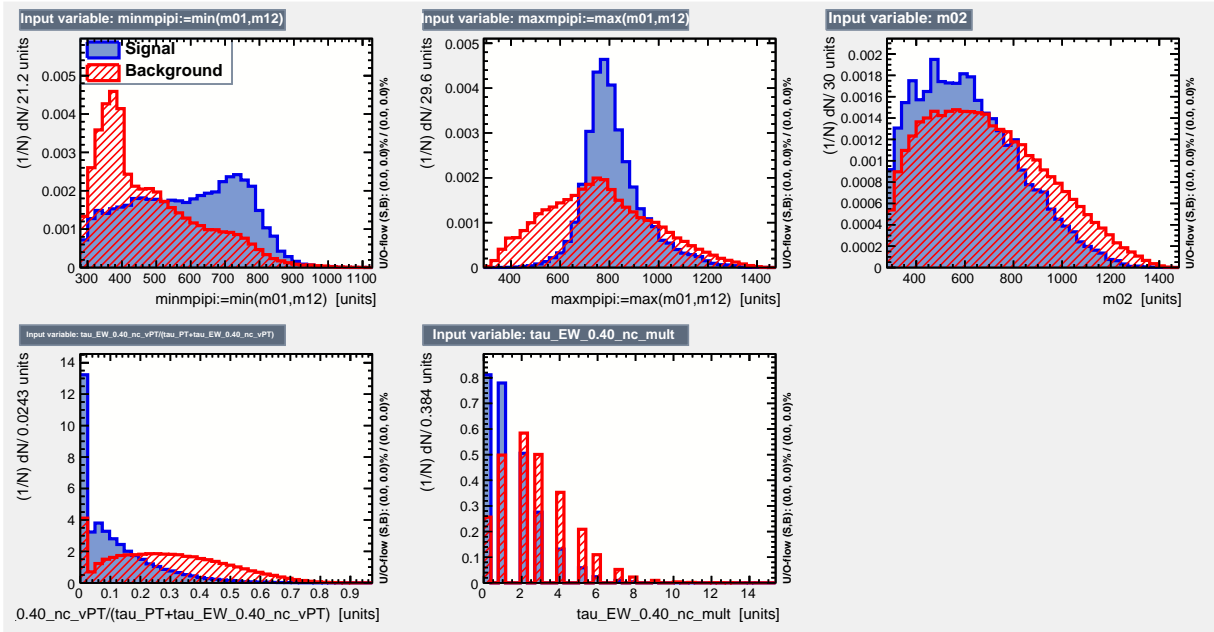 Input variable: minmpipi:=min(m01,m12)
(1/N) dN/ 21.2 units
0.005
0.004
0.003
0.002
0.001
0
Signal
Background
300 400 500 600 700 800 900 1000 1100
minmpipi:=min(m01,m12) [units]
U/O-flow (S,B): (0.0, 0.0)% / (0.0, 0.0)%
Input variable: maxmpipi:=max(m01,m12)
(1/N) dN/ 29.6 units
0.005
0.004
0.003
0.002
0.001
0
400 600 800 1000 1200 1400
maxmpipi:=max(m01,m12) [units]
U/O-flow (S,B): (0.0, 0.0)% / (0.0, 0.0)%
Input variable: m02
(1/N) dN/ 30 units
0.002
0.0018
0.0016
0.0014
0.0012
0.001
0.0008
0.0006
0.0004
0.0002
0
400 600 800 1000 1200 1400
m02 [units]
U/O-flow (S,B): (0.0, 0.0)% / (0.0, 0.0)%
Input variable: tau_EW_0.40_nc_vPT/(tau_PT+tau_EW_0.40_nc_vPT)
(1/N) dN/ 0.0243 units
14
12
10
8
6
4
2
0
0 0.1 0.2 0.3 0.4 0.5 0.6 0.7 0.8 0.9
0.40_nc_vPT/(tau_PT+tau_EW_0.40_nc_vPT) [units]
U/O-flow (S,B): (0.0, 0.0)% / (0.0, 0.0)%
Input variable: tau_EW_0.40_nc_mult
(1/N) dN/ 0.384 units
0.8
0.7
0.6
0.5
0.4
0.3
0.2
0.1
0
0 2 4 6 8 10 12 14
tau_EW_0.40_nc_mult [units]
U/O-flow (S,B): (0.0, 0.0)% / (0.0, 0.0)%